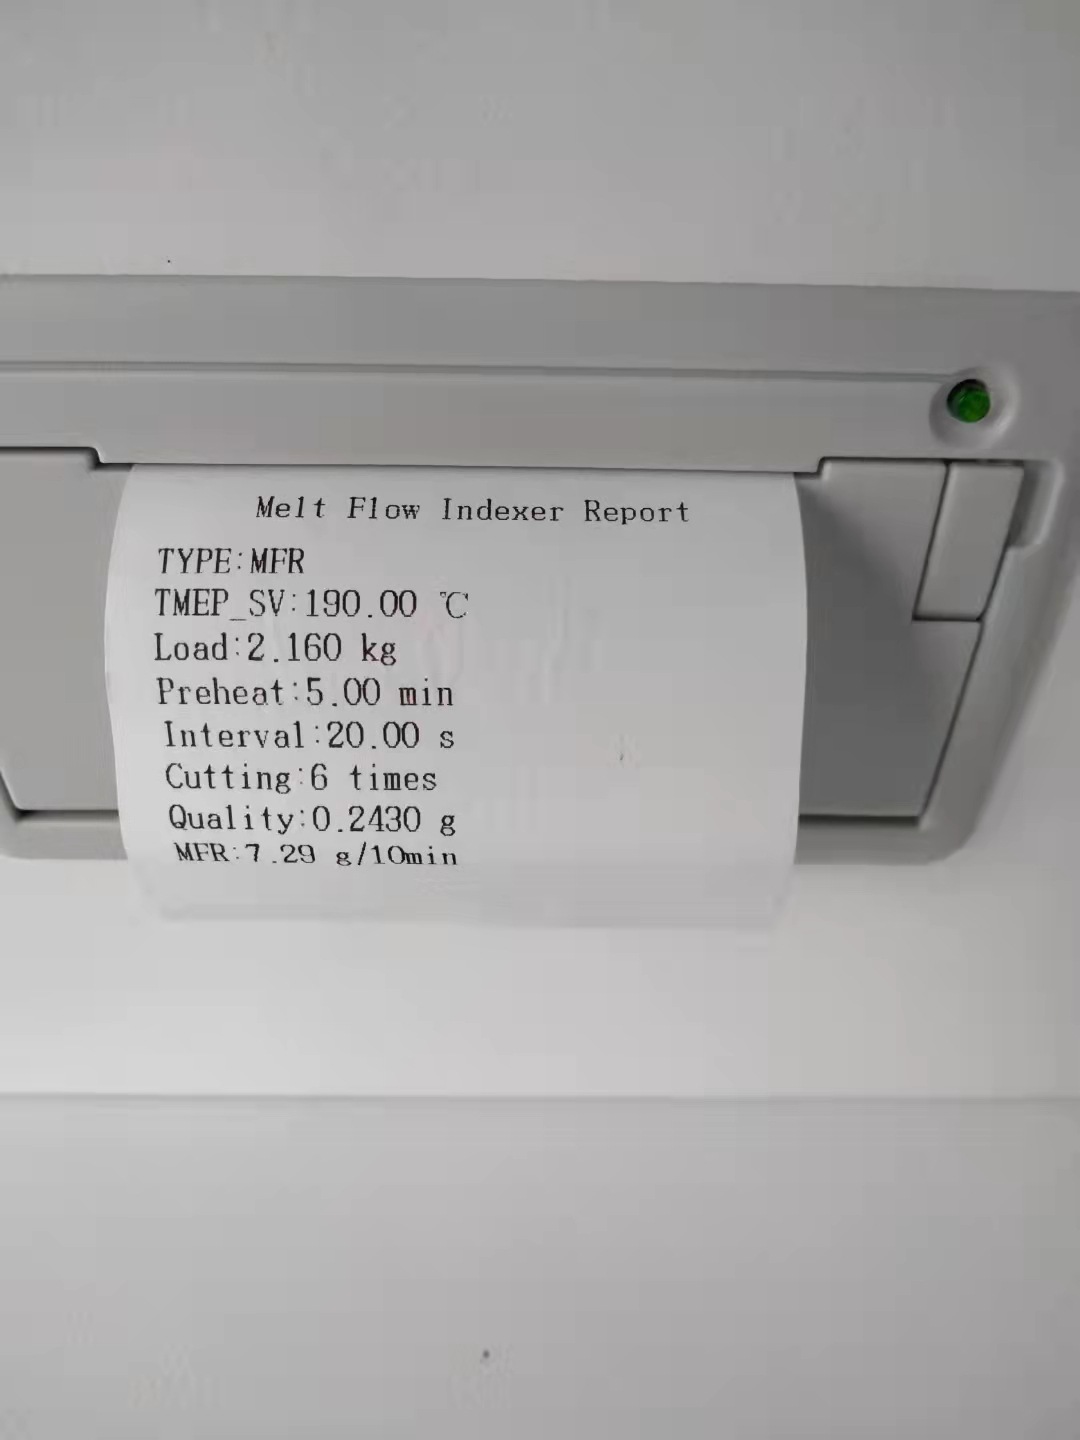 Melt Flow Indexer Report
TYPE:MFR
TMEP_SV:190.00 ℃
Load:2.160 kg
Preheat:5.00 min
Interval:20.00 s
Cutting:6 times
Quality:0.2430 g
MFR:7.29 g/10min